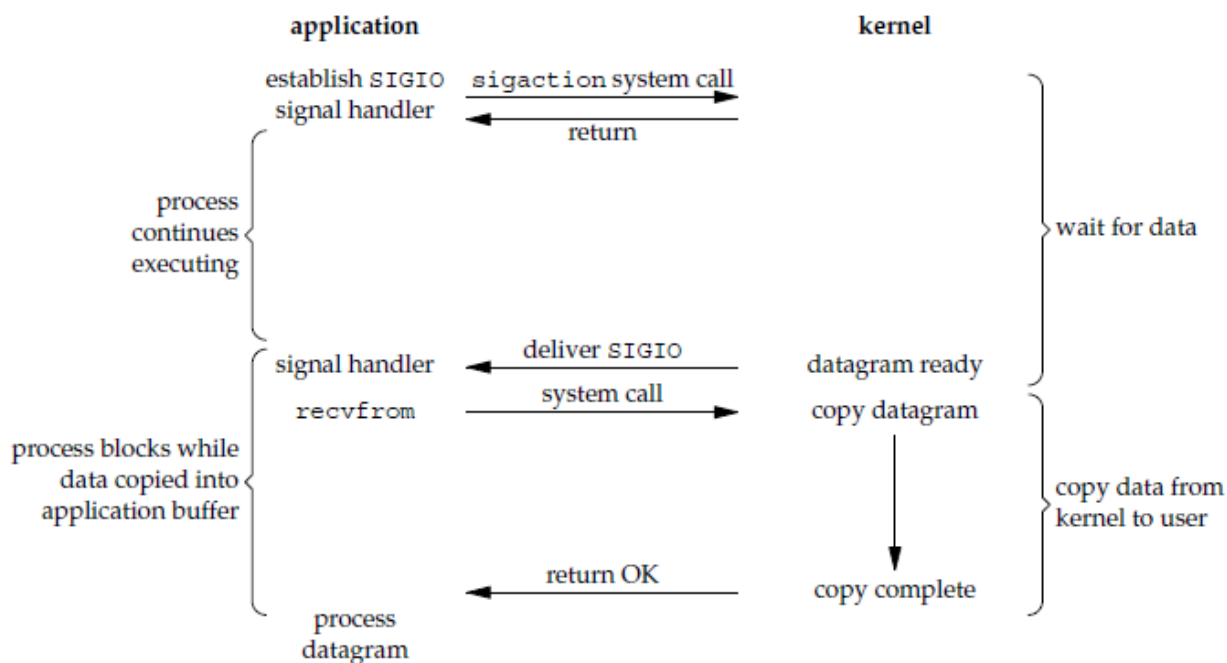 application
kernel
establish SIGIO
signal handler
sigaction system call
return
process
continues
executing
wait for data
signal handler
deliver SIGIO
datagram ready
recvfrom
system call
copy datagram
process blocks while
data copied into
application buffer
copy data from
kernel to user
return OK
copy complete
process
datagram